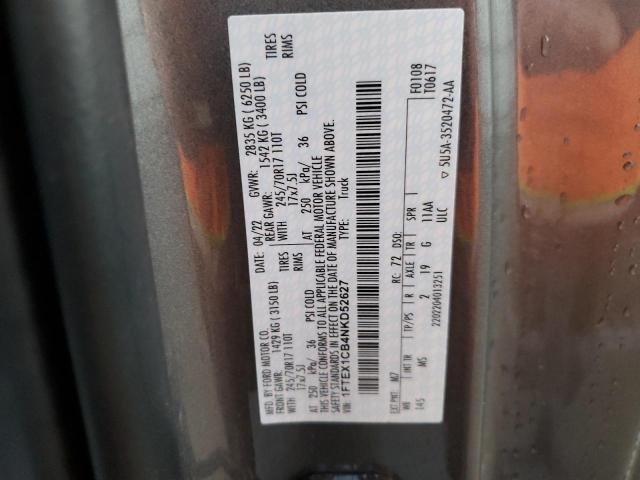 MFD. BY FORD MOTOR CO.
DATE: 04/22 GVWR: 2835 KG ( 6250 LB)
FRONT GAWR: 1429 KG ( 3150 LB) REAR GAWR: 1542 KG ( 3400 LB)
WITH 245/70R17 110T TIRES WITH 245/70R17 110T TIRES
17x7.5J RIMS 17x7.5J RIMS
AT 250 kPa/ 36 PSI COLD AT 250 kPa/ 36 PSI COLD
THIS VEHICLE CONFORMS TO ALL APPLICABLE FEDERAL MOTOR VEHICLE
SAFETY STANDARDS IN EFFECT ON THE DATE OF MANUFACTURE SHOWN ABOVE.
VIN: 1FTEX1CB4NKD52627 TYPE: Truck
F0108
T0617
EXT PNT: M7 RC: 72 DSO:
WB INT TR TP/PS R AXLE TR SPR
145 MS 2 19 G 11AA
ULC
2202204013251 ▽ 5U5A-3520472-AA